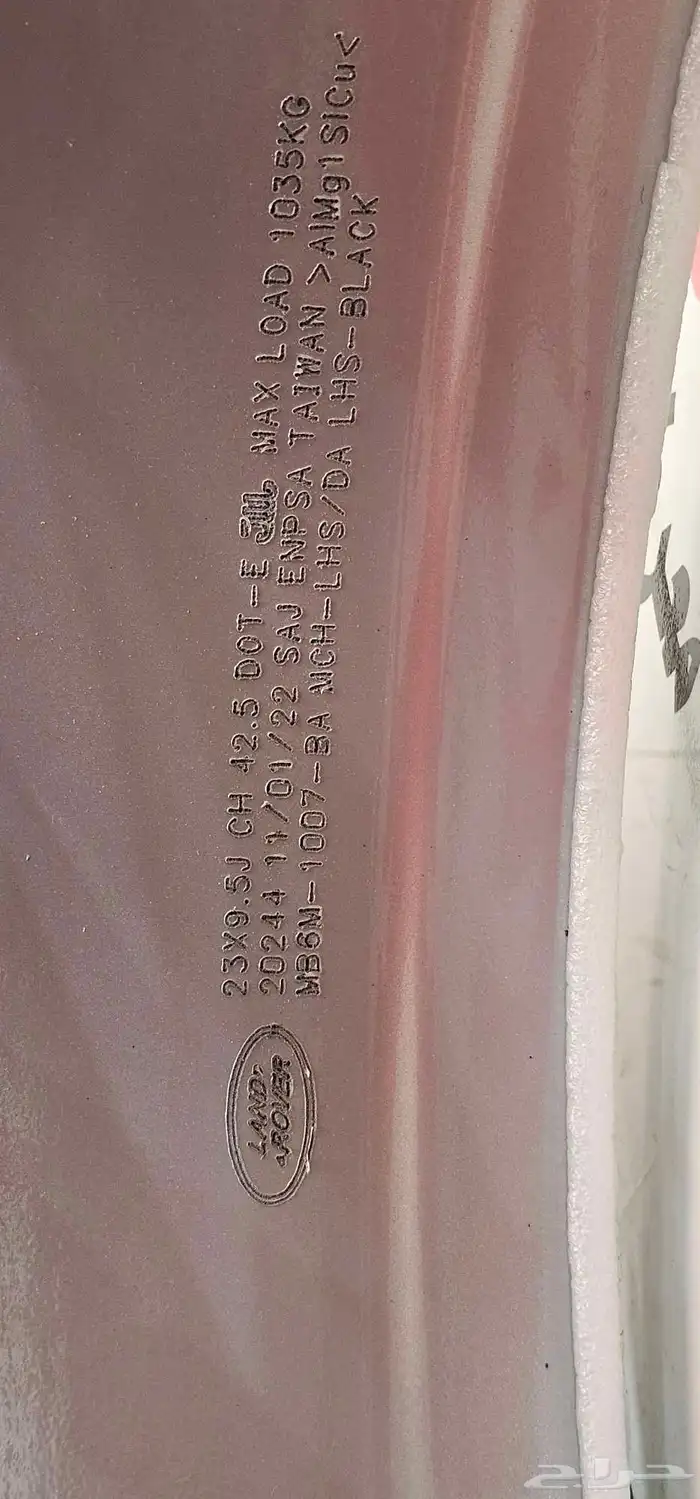 LAND ROVER
23X9.5J CH 42.5 DOT-E JWL MAX LOAD 1035KG
20244 11/01/22 SAJ ENPSA TAIWAN >AlMg1SiCu<
MB6M-1007-BA MCH-LHS/DA LHS-BLACK
حراج